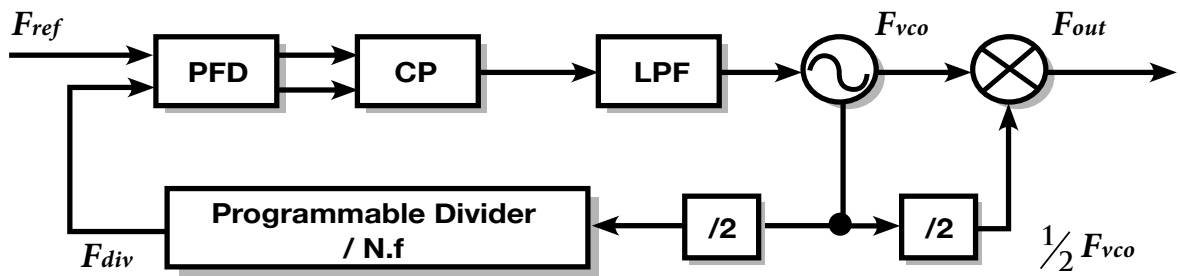 Fref
Fvco
Fout
PFD
CP
LPF
Programmable Divider
/ N.f
/2
/2
Fdiv
1/2 Fvco